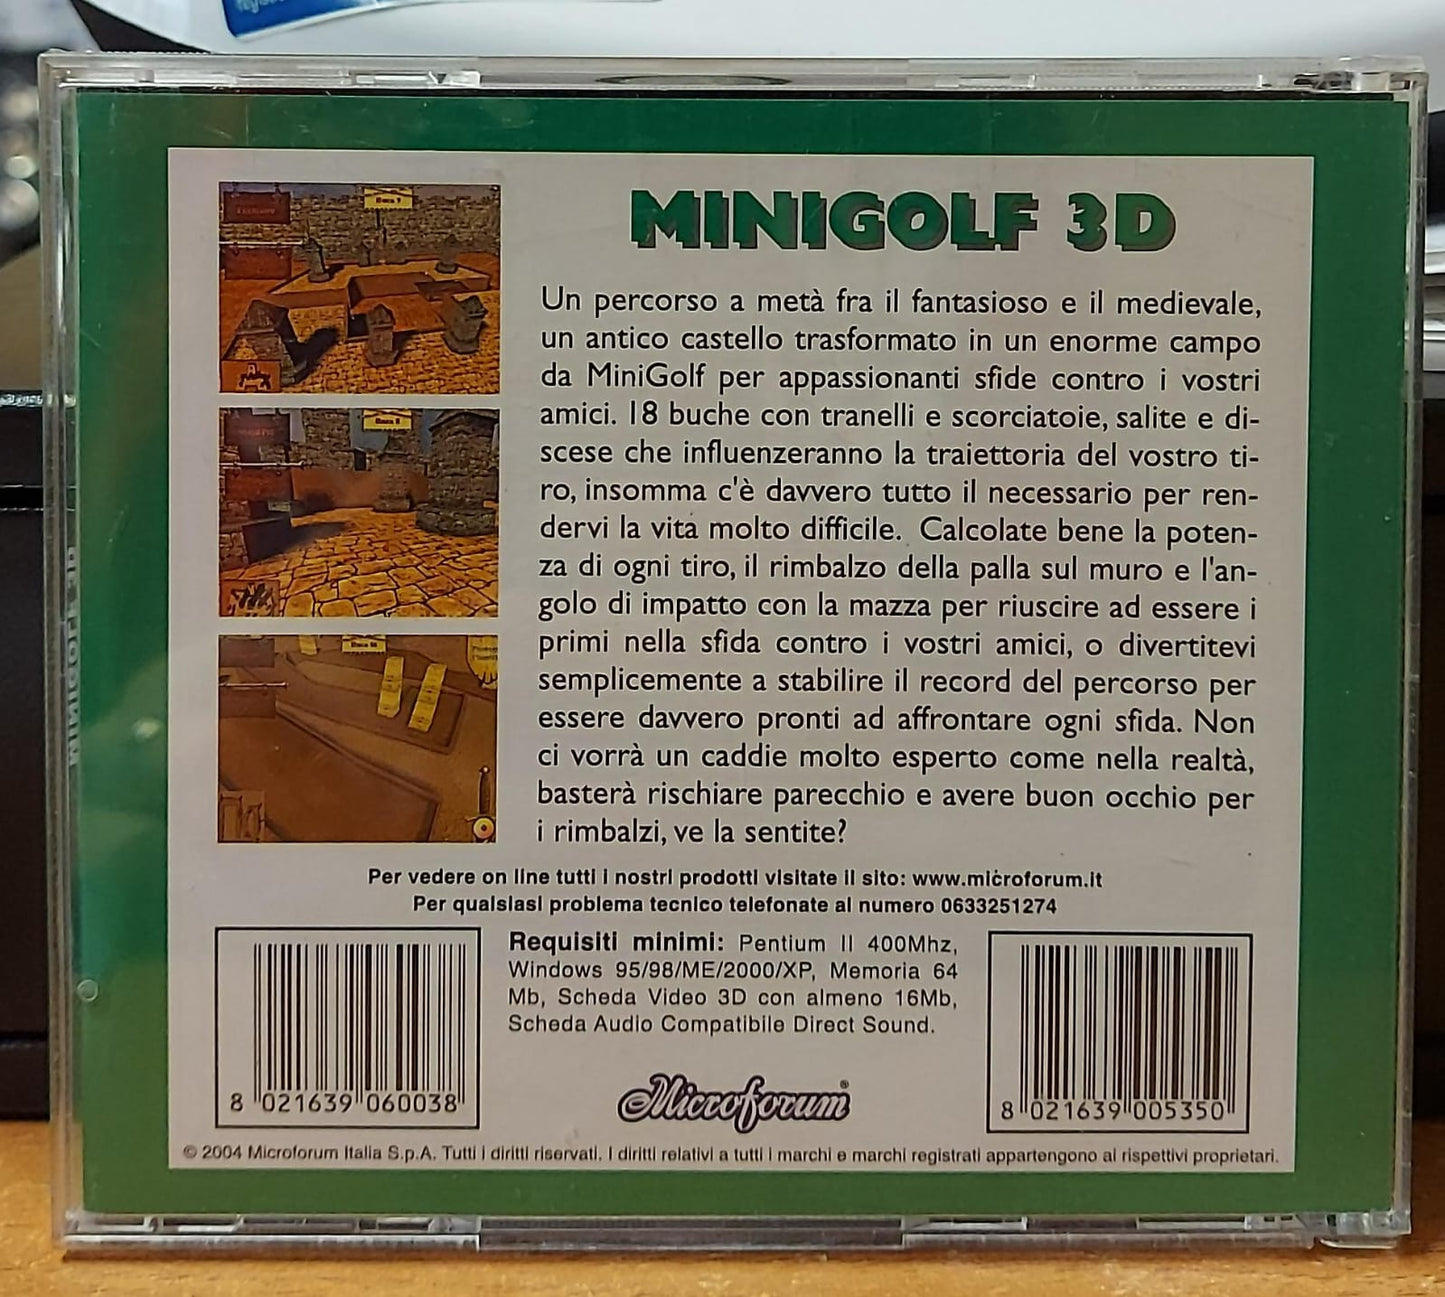 MINIGOLF 3D
Un percorso a metà fra il fantasioso e il medievale,
un antico castello trasformato in un enorme campo
da MiniGolf per appassionanti sfide contro i vostri
amici. 18 buche con tranelli e scorciatoie, salite e di-
scese che influenzeranno la traiettoria del vostro ti-
ro, insomma c'è davvero tutto il necessario per ren-
dervi la vita molto difficile. Calcolate bene la poten-
za di ogni tiro, il rimbalzo della palla sul muro e l'an-
golo di impatto con la mazza per riuscire ad essere i
primi nella sfida contro i vostri amici, o divertitevi
semplicemente a stabilire il record del percorso per
essere davvero pronti ad affrontare ogni sfida. Non
ci vorrà un caddie molto esperto come nella realtà,
basterà rischiare parecchio e avere buon occhio per
i rimbalzi, ve la sentite?
Per vedere on line tutti i nostri prodotti visitate il sito: www.microforum.it
Per qualsiasi problema tecnico telefonate al numero 0633251274
Requisiti minimi: Pentium II 400Mhz,
Windows 95/98/ME/2000/XP, Memoria 64
Mb, Scheda Video 3D con almeno 16Mb,
Scheda Audio Compatibile Direct Sound.
8 021639 060038
Microforum®
8 021639 005350
© 2004 Microforum Italia S.p.A. Tutti i diritti riservati. I diritti relativi a tutti i marchi e marchi registrati appartengono ai rispettivi proprietari.